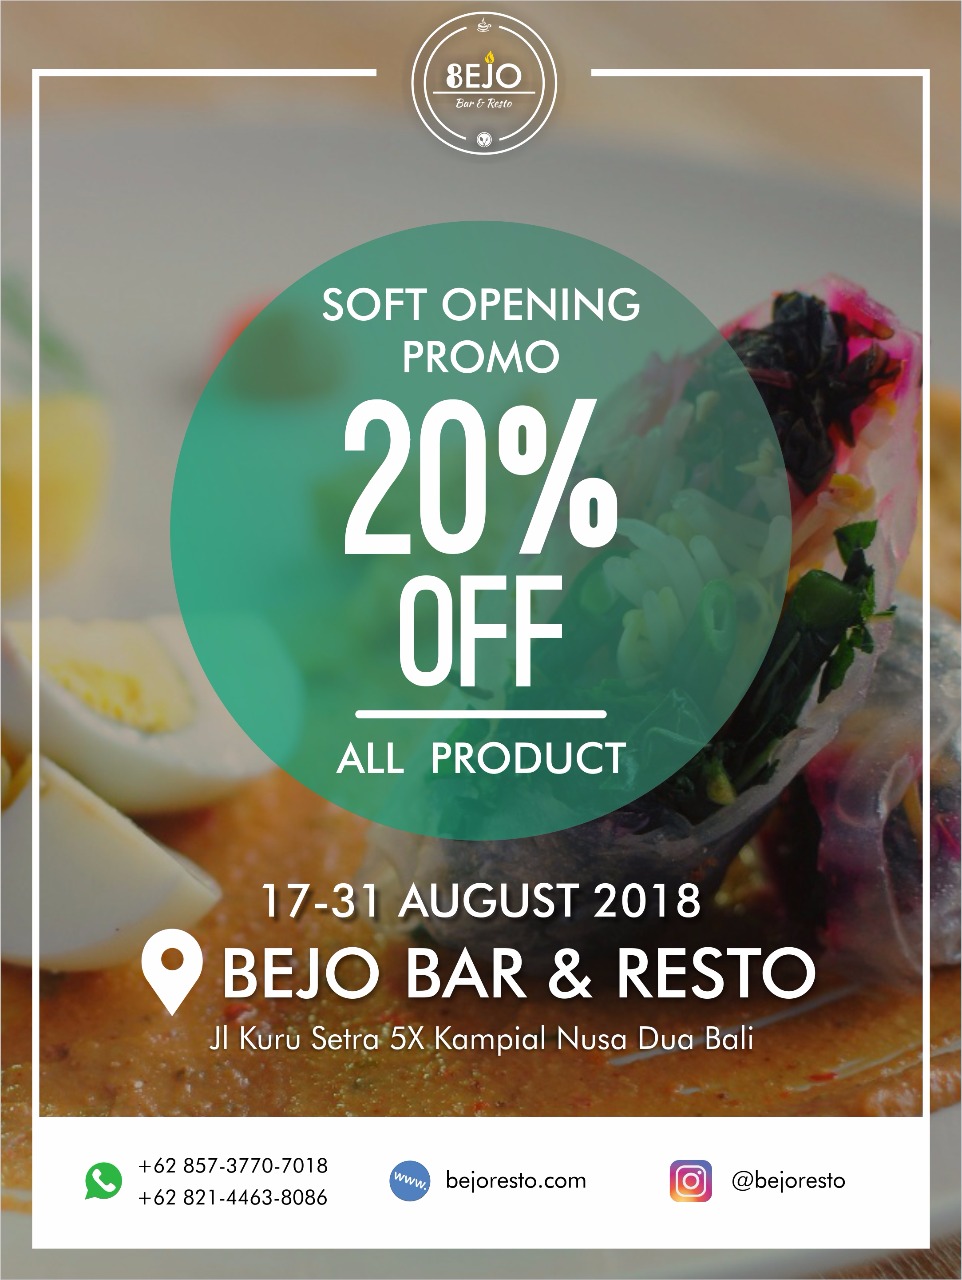 BEJO
Bar & Resto
SOFT OPENING
PROMO
20%
OFF
ALL PRODUCT
17-31 AUGUST 2018
BEJO BAR & RESTO
Jl Kuru Setra 5X Kampial Nusa Dua Bali
+62 857-3770-7018
+62 821-4463-8086
www.
bejoresto.com
@bejoresto